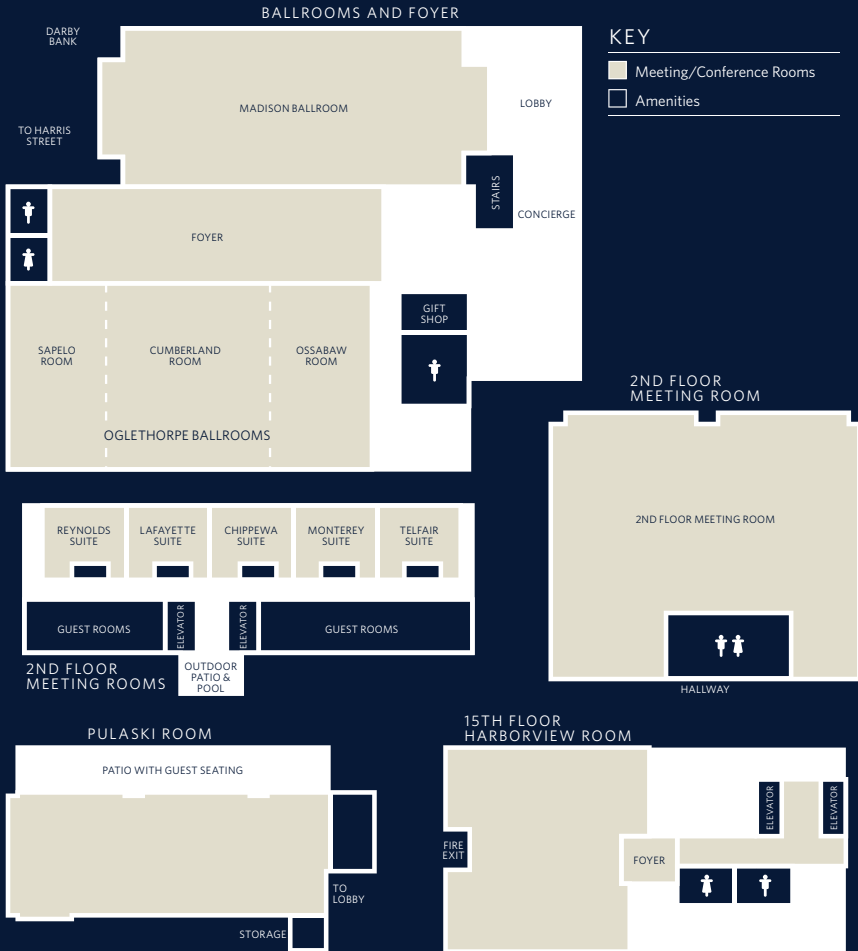 BALLROOMS AND FOYER
DARBY
BANK
TO HARRIS
STREET
MADISON BALLROOM
LOBBY
STAIRS
CONCIERGE
FOYER
GIFT
SHOP
SAPELO
ROOM
CUMBERLAND
ROOM
OSSABAW
ROOM
OGLETHORPE BALLROOMS
KEY
Meeting/Conference Rooms
Amenities
2ND FLOOR
MEETING ROOM
2ND FLOOR MEETING ROOM
HALLWAY
REYNOLDS
SUITE
LAFAYETTE
SUITE
CHIPPEWA
SUITE
MONTEREY
SUITE
TELFAIR
SUITE
GUEST ROOMS
ELEVATOR
ELEVATOR
GUEST ROOMS
2ND FLOOR
MEETING ROOMS
OUTDOOR
PATIO &
POOL
PULASKI ROOM
PATIO WITH GUEST SEATING
TO
LOBBY
STORAGE
15TH FLOOR
HARBORVIEW ROOM
FIRE
EXIT
FOYER
ELEVATOR
ELEVATOR